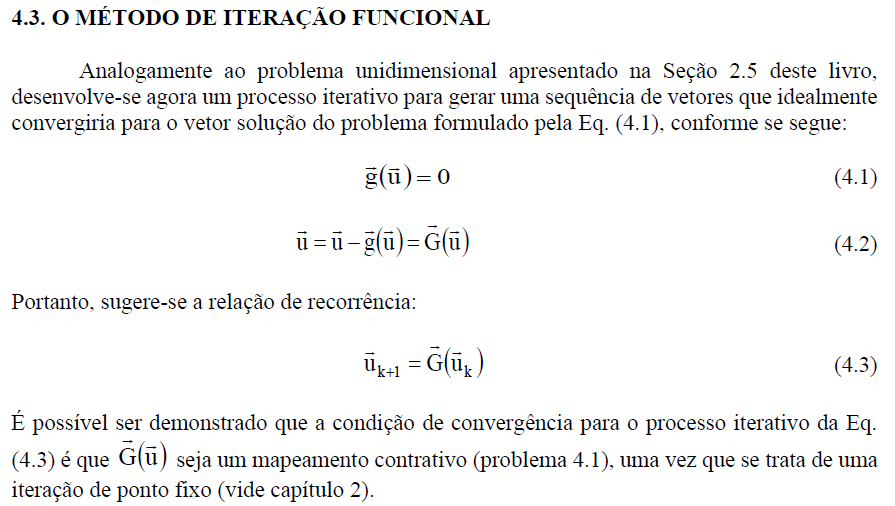 4.3. O MÉTODO DE ITERAÇÃO FUNCIONAL
Analogamente ao problema unidimensional apresentado na Seção 2.5 deste livro,
desenvolve-se agora um processo iterativo para gerar uma sequência de vetores que idealmente
convergiria para o vetor solução do problema formulado pela Eq. (4.1), conforme se segue:
g⃗(u⃗) = 0 (4.1)
u⃗ = u⃗ − g⃗(u⃗) = G⃗(u⃗) (4.2)
Portanto, sugere-se a relação de recorrência:
u⃗ₖ₊₁ = G⃗(u⃗ₖ) (4.3)
É possível ser demonstrado que a condição de convergência para o processo iterativo da Eq.
(4.3) é que G⃗(u⃗) seja um mapeamento contrativo (problema 4.1), uma vez que se trata de uma
iteração de ponto fixo (vide capítulo 2).